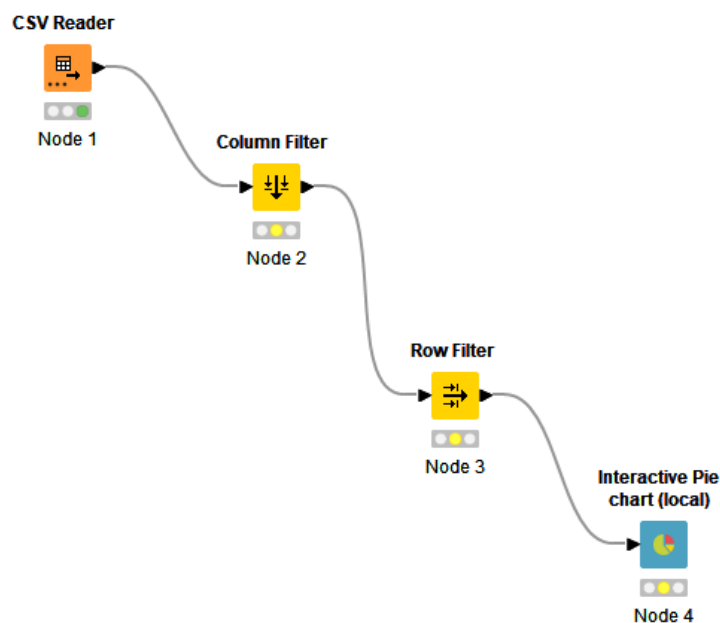 CSV Reader
Node 1
Column Filter
Node 2
Row Filter
Node 3
Interactive Pie
chart (local)
Node 4